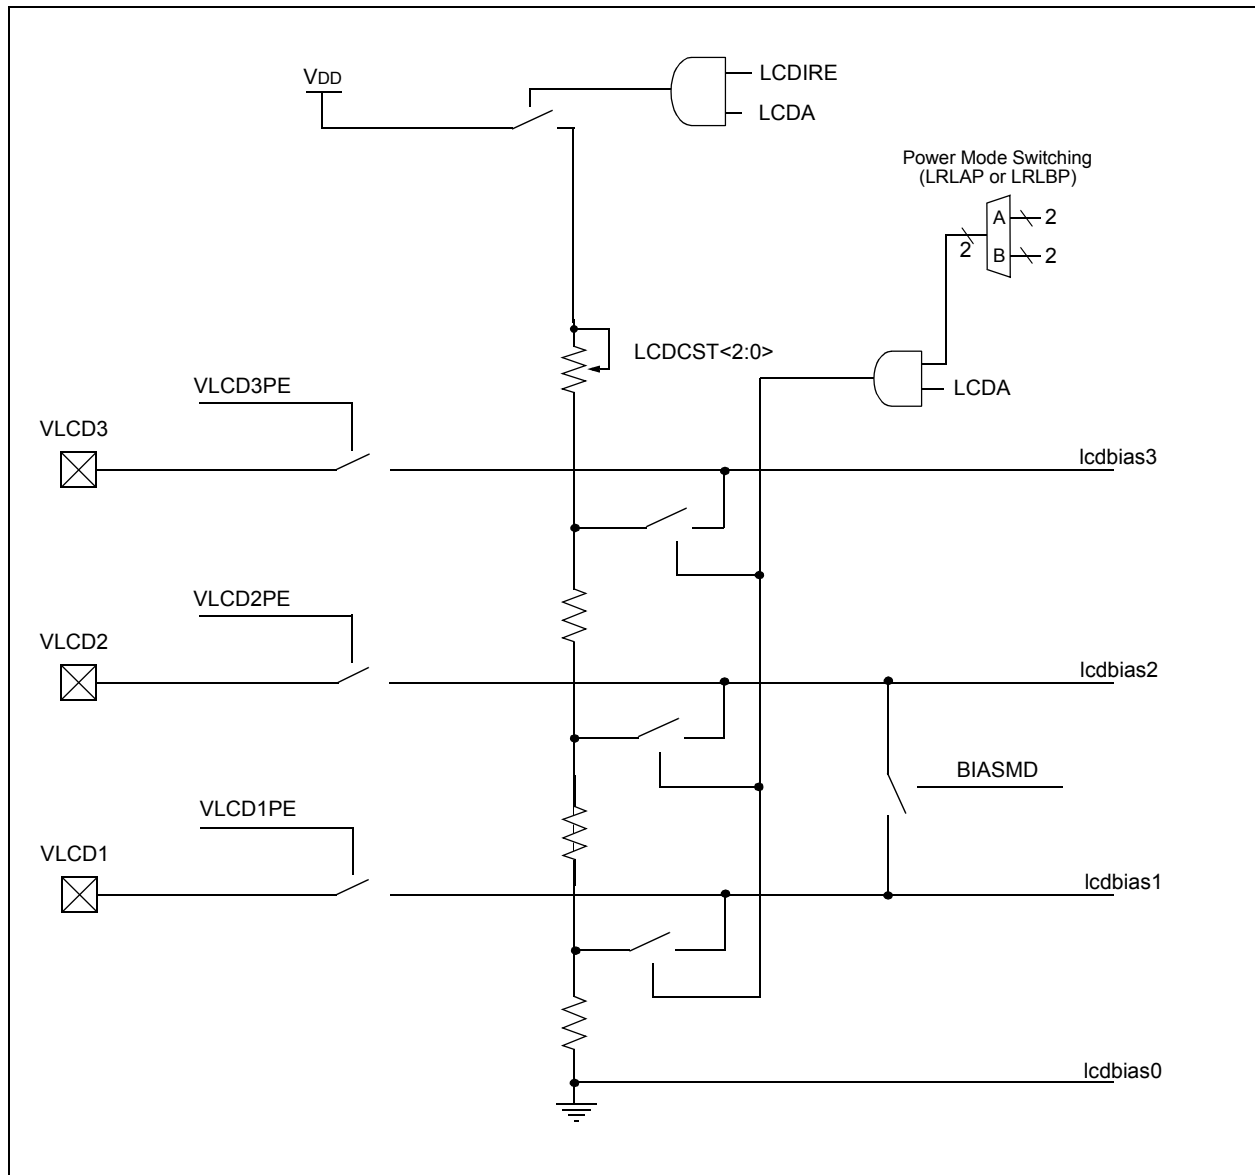 VDD
LCDIRE
LCDA
Power Mode Switching
(LRLAP or LRLBP)
A
2
2
B
2
LCDCST<2:0>
LCDA
VLCD3PE
VLCD3
lcdbias3
VLCD2PE
VLCD2
lcdbias2
BIASMD
VLCD1PE
VLCD1
lcdbias1
lcdbias0